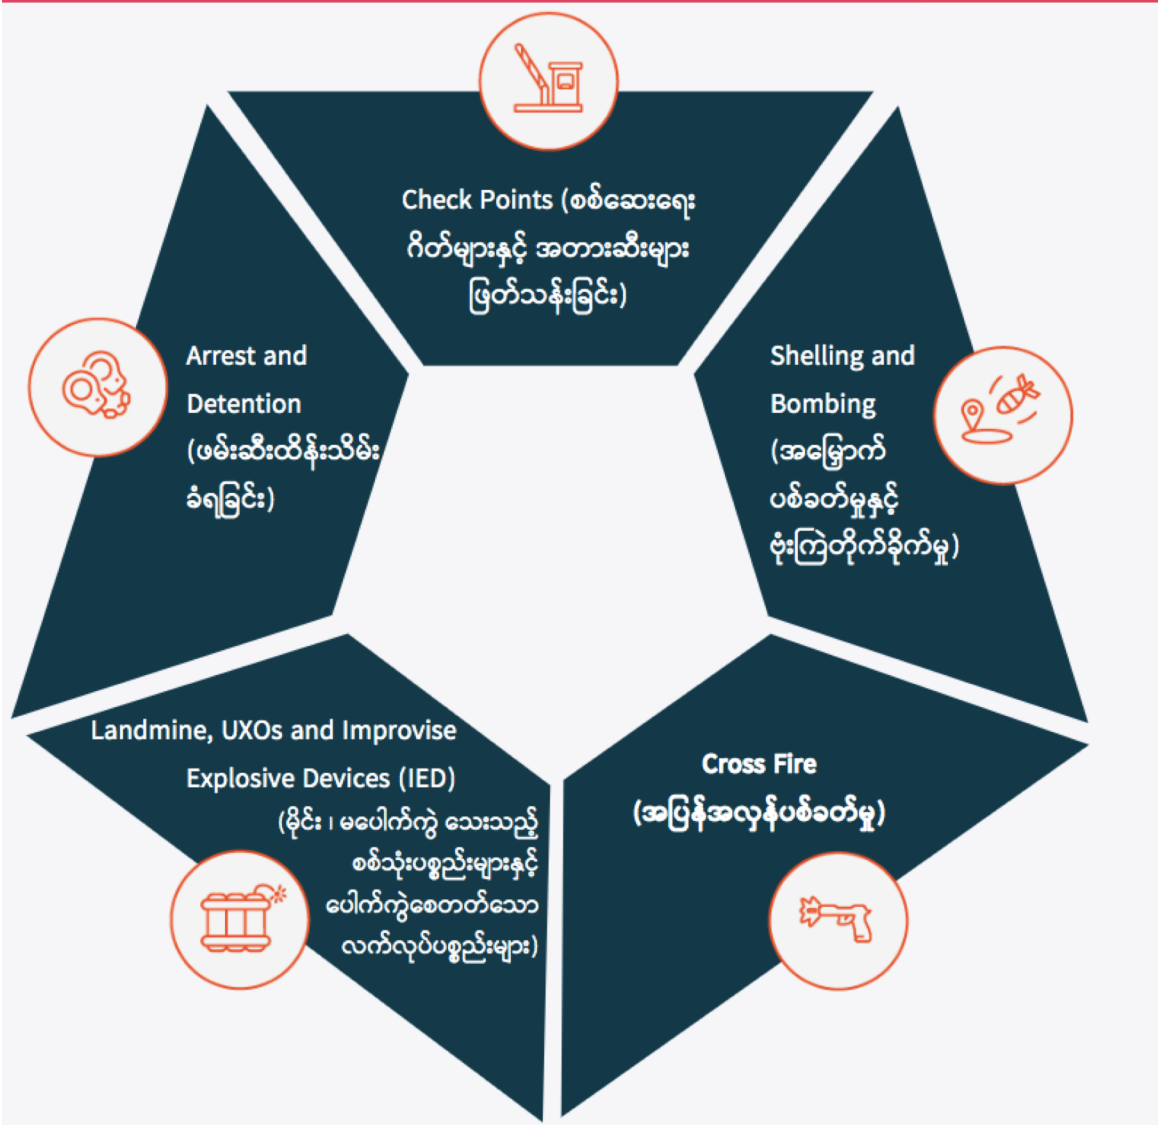 Check Points (စစ်ဆေးရေး
ဂိတ်များနှင့် အတားဆီးများ
ဖြတ်သန်းခြင်း)
Arrest and
Detention
(ဖမ်းဆီးထိန်းသိမ်း
ခံရခြင်း)
Shelling and
Bombing
(အမြှောက်
ပစ်ခတ်မှုနှင့်
ဗုံးကြဲတိုက်ခိုက်မှု)
Landmine, UXOs and Improvise
Explosive Devices (IED)
(မိုင်း ၊ မပေါက်ကွဲ သေးသည့်
စစ်သုံးပစ္စည်းများနှင့်
ပေါက်ကွဲစေတတ်သော
လက်လုပ်ပစ္စည်းများ)
Cross Fire
(အပြန်အလှန်ပစ်ခတ်မှု)